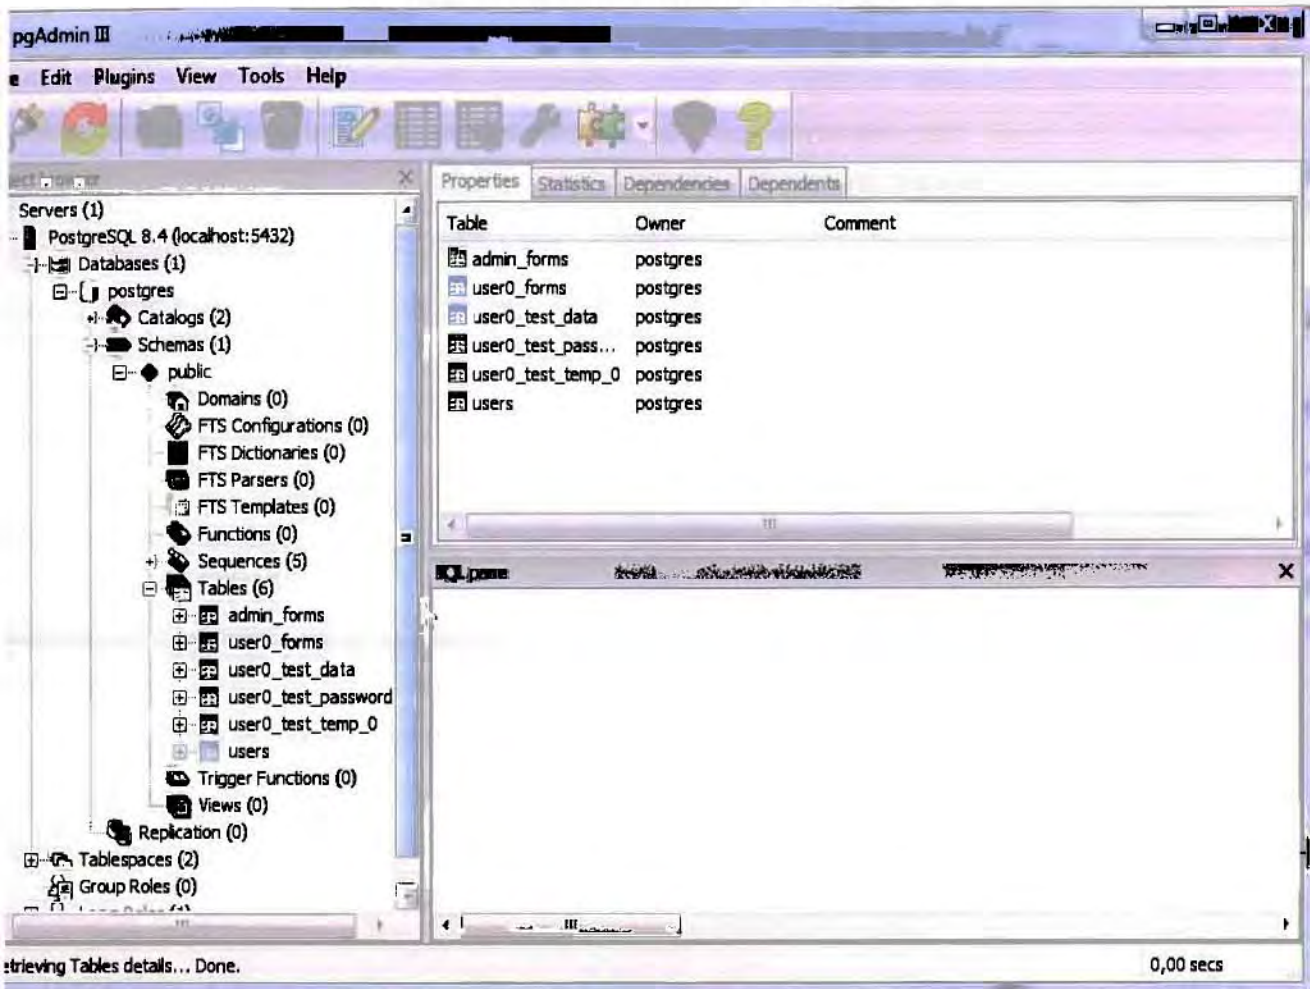 pgAdmin III
e Edit Plugins View Tools Help
Servers (1)
PostgreSQL 8.4 (localhost:5432)
Databases (1)
postgres
Catalogs (2)
Schemas (1)
public
Domains (0)
FTS Configurations (0)
FTS Dictionaries (0)
FTS Parsers (0)
FTS Templates (0)
Functions (0)
Sequences (5)
Tables (6)
admin_forms
user0_forms
user0_test_data
user0_test_password
user0_test_temp_0
users
Trigger Functions (0)
Views (0)
Replication (0)
Tablespaces (2)
Group Roles (0)
Properties Statistics Dependencies Dependents
Table Owner Comment
admin_forms postgres
user0_forms postgres
user0_test_data postgres
user0_test_pass... postgres
user0_test_temp_0 postgres
users postgres
pane
etrieving Tables details... Done.
0,00 secs